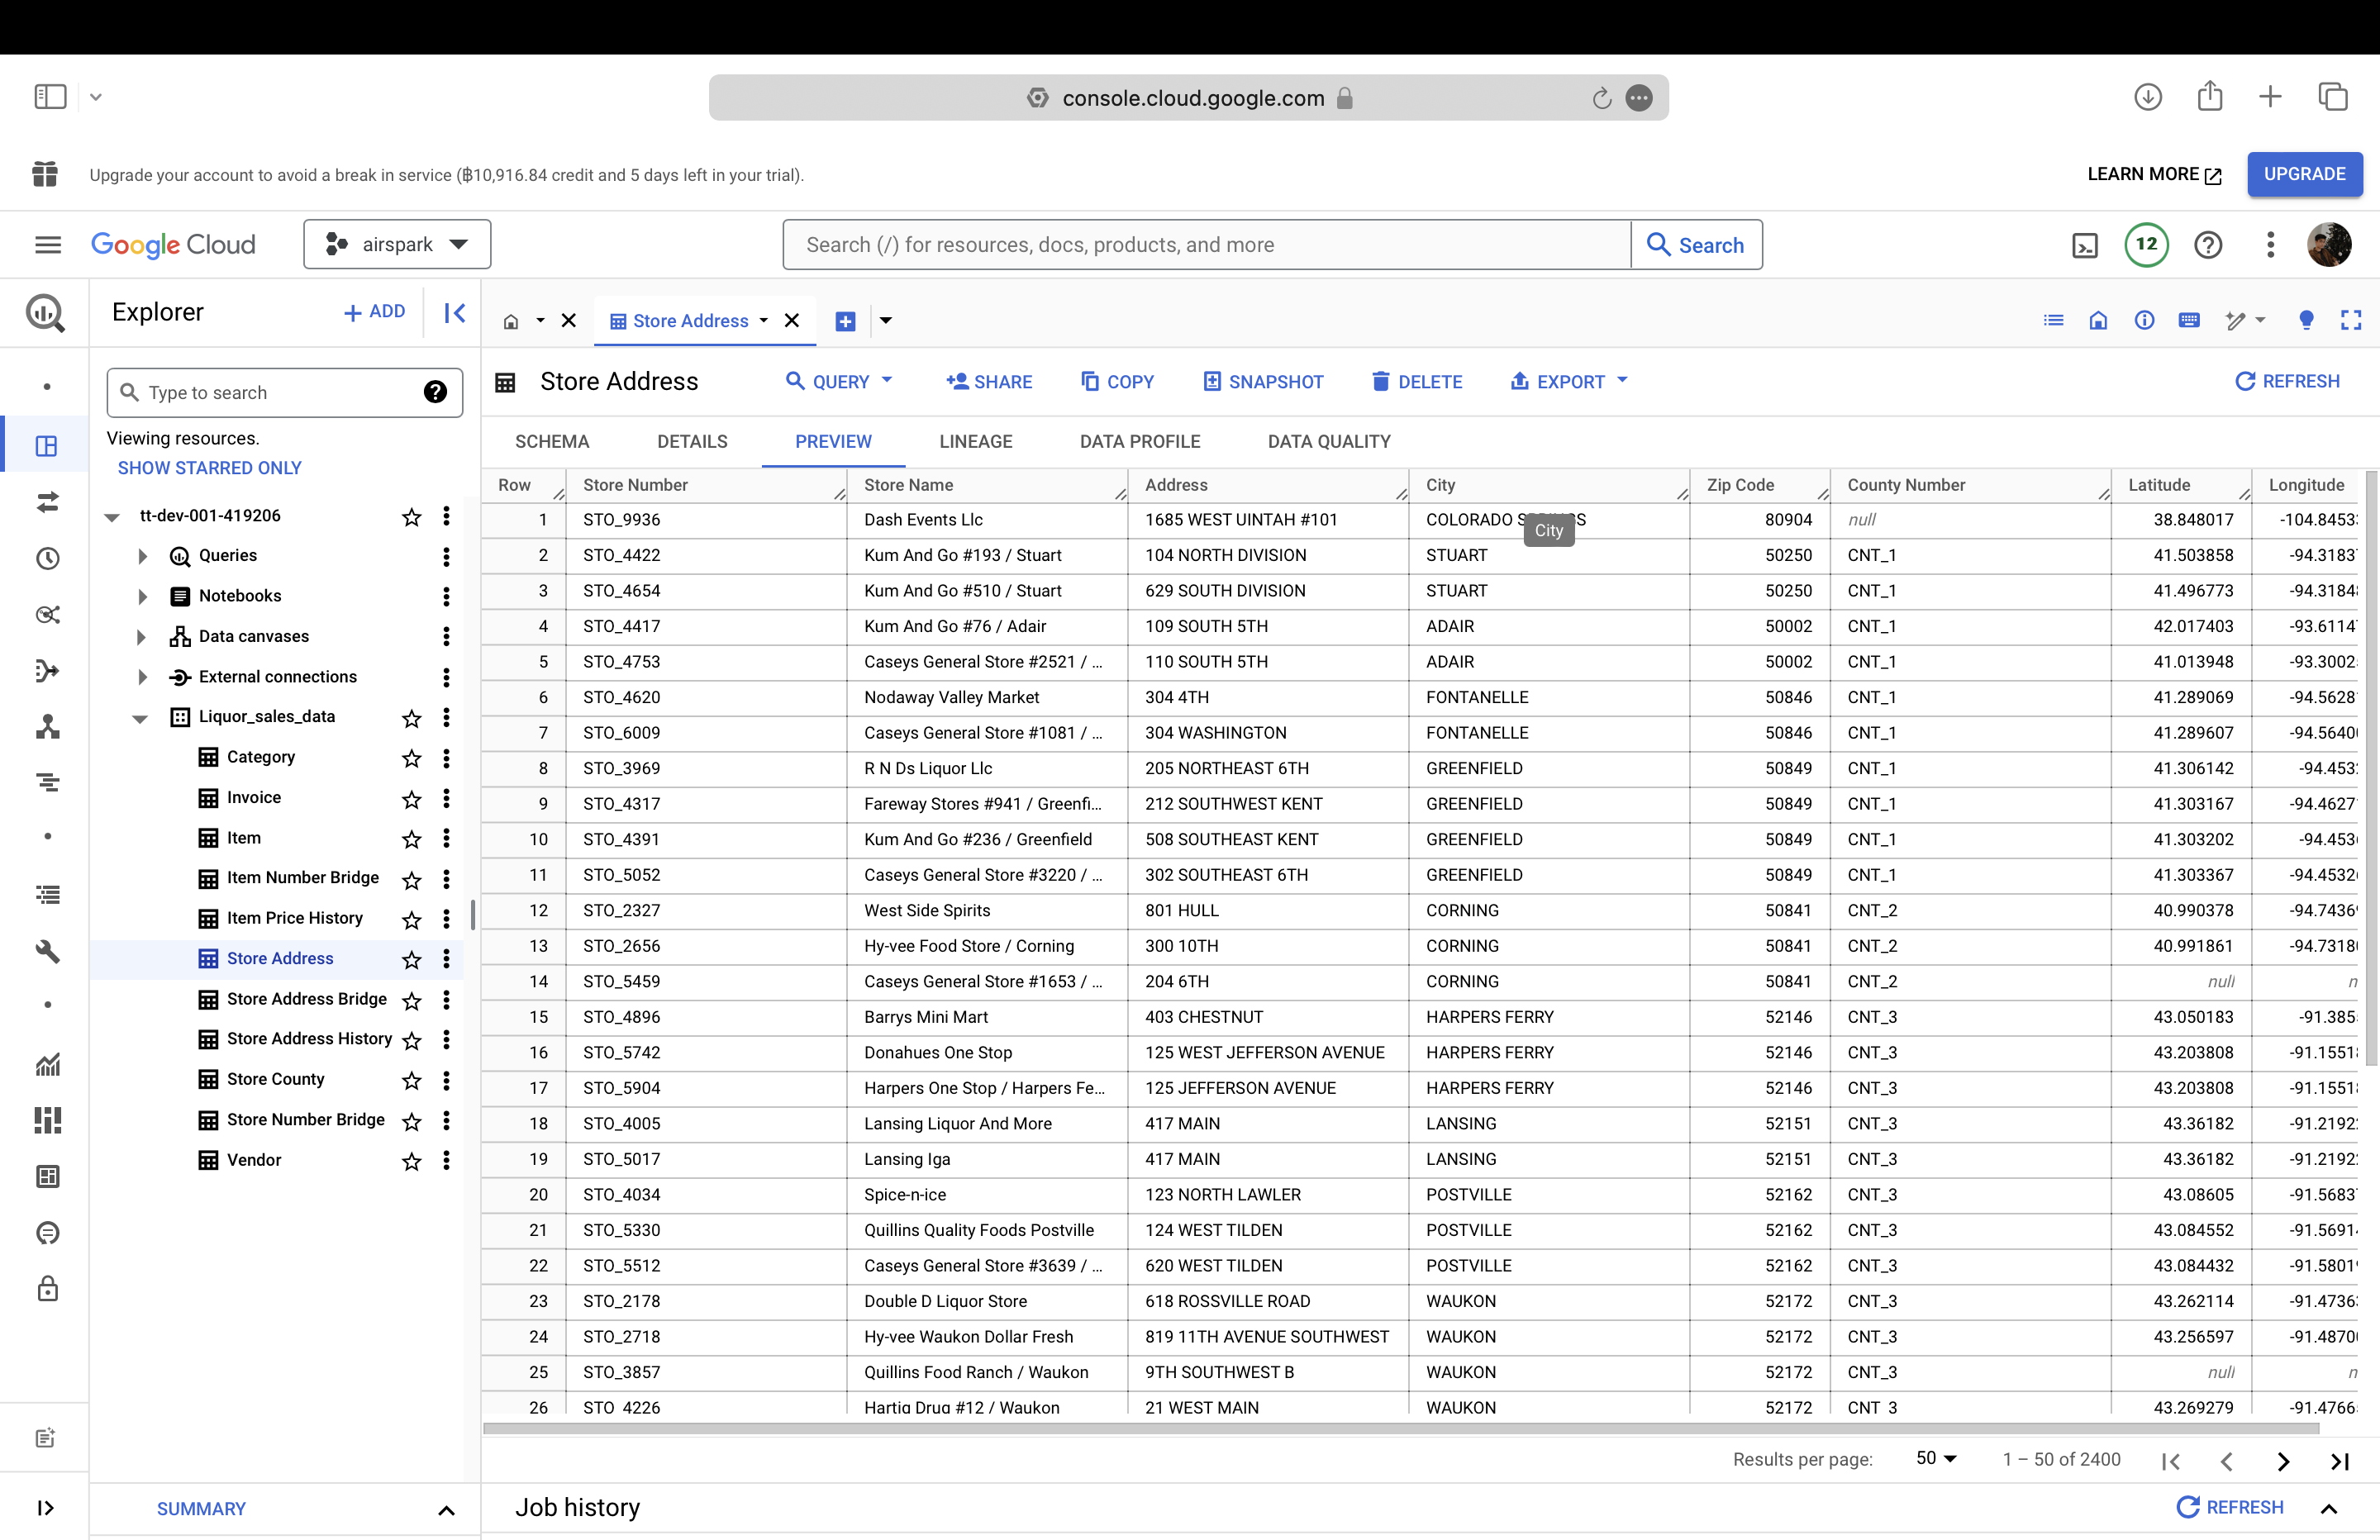 console.cloud.google.com
Upgrade your account to avoid a break in service (฿10,916.84 credit and 5 days left in your trial).
LEARN MORE
UPGRADE
Google Cloud
airspark
Search (/) for resources, docs, products, and more
Search
12
Explorer
ADD
Store Address
Type to search
Viewing resources.
SHOW STARRED ONLY
tt-dev-001-419206
Queries
Notebooks
Data canvases
External connections
Liquor_sales_data
Category
Invoice
Item
Item Number Bridge
Item Price History
Store Address
Store Address Bridge
Store Address History
Store County
Store Number Bridge
Vendor
SUMMARY
Store Address QUERY SHARE COPY SNAPSHOT DELETE EXPORT REFRESH
SCHEMA DETAILS PREVIEW LINEAGE DATA PROFILE DATA QUALITY
Row Store Number Store Name Address City Zip Code County Number Latitude Longitude
City
1 STO_9936 Dash Events Llc 1685 WEST UINTAH #101 COLORADO 80904 null 38.848017 -104.8453
2 STO_4422 Kum And Go #193 / Stuart 104 NORTH DIVISION STUART 50250 CNT_1 41.503858 -94.3183
3 STO_4654 Kum And Go #510 / Stuart 629 SOUTH DIVISION STUART 50250 CNT_1 41.496773 -94.3184
4 STO_4417 Kum And Go #76 / Adair 109 SOUTH 5TH ADAIR 50002 CNT_1 42.017403 -93.6114
5 STO_4753 Caseys General Store #2521 / ... 110 SOUTH 5TH ADAIR 50002 CNT_1 41.013948 -93.3002
6 STO_4620 Nodaway Valley Market 304 4TH FONTANELLE 50846 CNT_1 41.289069 -94.5628
7 STO_6009 Caseys General Store #1081 / ... 304 WASHINGTON FONTANELLE 50846 CNT_1 41.289607 -94.5640
8 STO_3969 R N Ds Liquor Llc 205 NORTHEAST 6TH GREENFIELD 50849 CNT_1 41.306142 -94.453
9 STO_4317 Fareway Stores #941 / Greenfi... 212 SOUTHWEST KENT GREENFIELD 50849 CNT_1 41.303167 -94.4627
10 STO_4391 Kum And Go #236 / Greenfield 508 SOUTHEAST KENT GREENFIELD 50849 CNT_1 41.303202 -94.453
11 STO_5052 Caseys General Store #3220 / ... 302 SOUTHEAST 6TH GREENFIELD 50849 CNT_1 41.303367 -94.4532
12 STO_2327 West Side Spirits 801 HULL CORNING 50841 CNT_2 40.990378 -94.7436
13 STO_2656 Hy-vee Food Store / Corning 300 10TH CORNING 50841 CNT_2 40.991861 -94.7318
14 STO_5459 Caseys General Store #1653 / ... 204 6TH CORNING 50841 CNT_2 null n
15 STO_4896 Barrys Mini Mart 403 CHESTNUT HARPERS FERRY 52146 CNT_3 43.050183 -91.385
16 STO_5742 Donahues One Stop 125 WEST JEFFERSON AVENUE HARPERS FERRY 52146 CNT_3 43.203808 -91.1551
17 STO_5904 Harpers One Stop / Harpers Fe... 125 JEFFERSON AVENUE HARPERS FERRY 52146 CNT_3 43.203808 -91.1551
18 STO_4005 Lansing Liquor And More 417 MAIN LANSING 52151 CNT_3 43.36182 -91.2192
19 STO_5017 Lansing Iga 417 MAIN LANSING 52151 CNT_3 43.36182 -91.2192
20 STO_4034 Spice-n-ice 123 NORTH LAWLER POSTVILLE 52162 CNT_3 43.08605 -91.5683
21 STO_5330 Quillins Quality Foods Postville 124 WEST TILDEN POSTVILLE 52162 CNT_3 43.084552 -91.5691
22 STO_5512 Caseys General Store #3639 / ... 620 WEST TILDEN POSTVILLE 52162 CNT_3 43.084432 -91.5801
23 STO_2178 Double D Liquor Store 618 ROSSVILLE ROAD WAUKON 52172 CNT_3 43.262114 -91.4736
24 STO_2718 Hy-vee Waukon Dollar Fresh 819 11TH AVENUE SOUTHWEST WAUKON 52172 CNT_3 43.256597 -91.4870
25 STO_3857 Quillins Food Ranch / Waukon 9TH SOUTHWEST B WAUKON 52172 CNT_3 null n
26 STO_4226 Hartig Drug #12 / Waukon 21 WEST MAIN WAUKON 52172 CNT_3 43.269279 -91.4766
Results per page: 50 1 – 50 of 2400
Job history
REFRESH